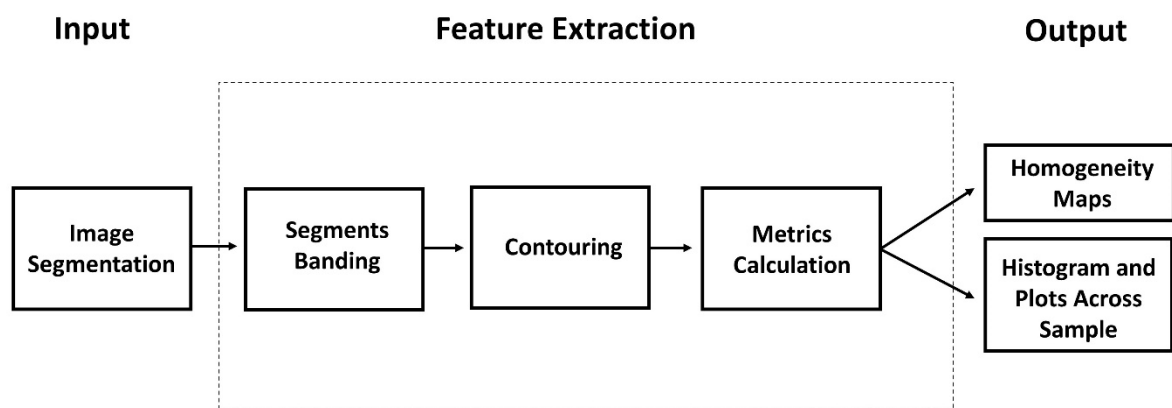 Input
Feature Extraction
Output
Image
Segmentation
Segments
Banding
Contouring
Metrics
Calculation
Homogeneity
Maps
Histogram and
Plots Across
Sample